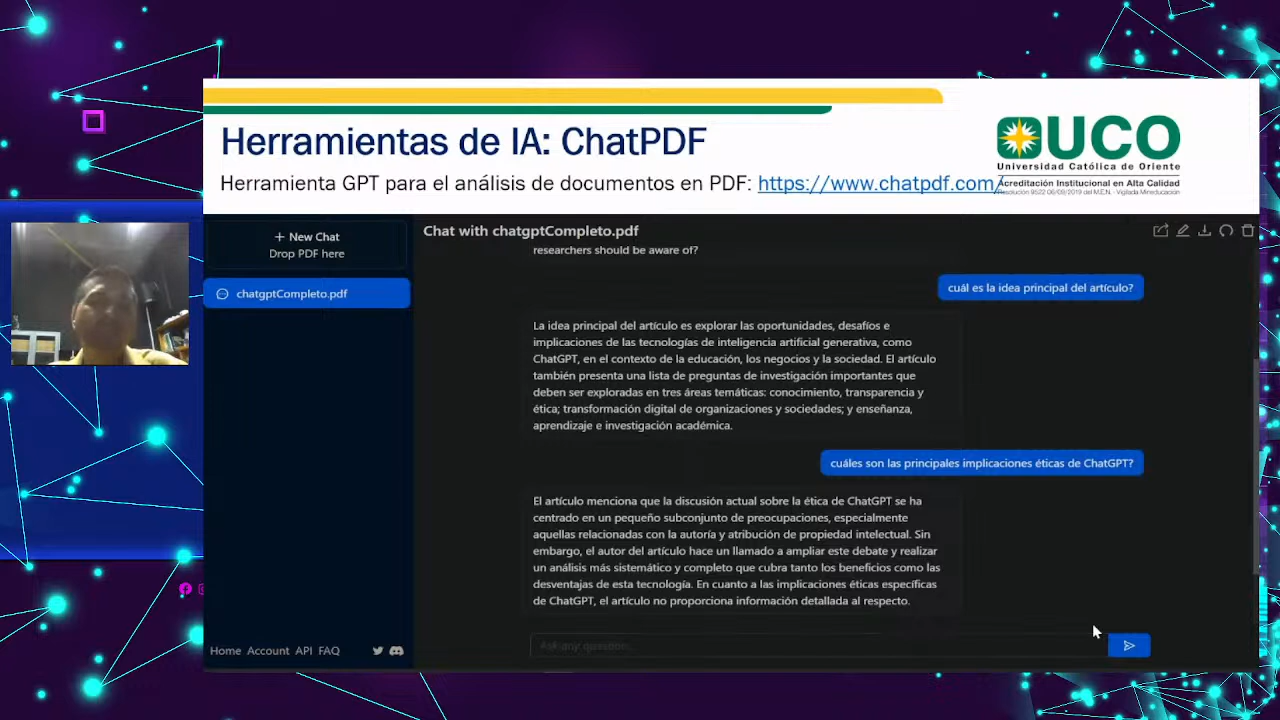 Herramientas de IA: ChatPDF
Herramienta GPT para el análisis de documentos en PDF: https://www.chatpdf.com/
UCO
Universidad Católica de Oriente
Acreditación Institucional en Alta Calidad
Resolución 9522 06/09/2019 del M.E.N. - Vigilada Mineducación
+ New Chat
Drop PDF here
chatgptCompleto.pdf
Chat with chatgptCompleto.pdf
researchers should be aware of?
cuál es la idea principal del artículo?
La idea principal del artículo es explorar las oportunidades, desafíos e
implicaciones de las tecnologías de inteligencia artificial generativa, como
ChatGPT, en el contexto de la educación, los negocios y la sociedad. El artículo
también presenta una lista de preguntas de investigación importantes que
deben ser exploradas en tres áreas temáticas: conocimiento, transparencia y
ética; transformación digital de organizaciones y sociedades; y enseñanza,
aprendizaje e investigación académica.
cuáles son las principales implicaciones éticas de ChatGPT?
El artículo menciona que la discusión actual sobre la ética de ChatGPT se ha
centrado en un pequeño subconjunto de preocupaciones, especialmente
aquellas relacionadas con la autoría y atribución de propiedad intelectual. Sin
embargo, el autor del artículo hace un llamado a ampliar este debate y realizar
un análisis más sistemático y completo que cubra tanto los beneficios como las
desventajas de esta tecnología. En cuanto a las implicaciones éticas específicas
de ChatGPT, el artículo no proporciona información detallada al respecto.
any question...
Home Account API FAQ